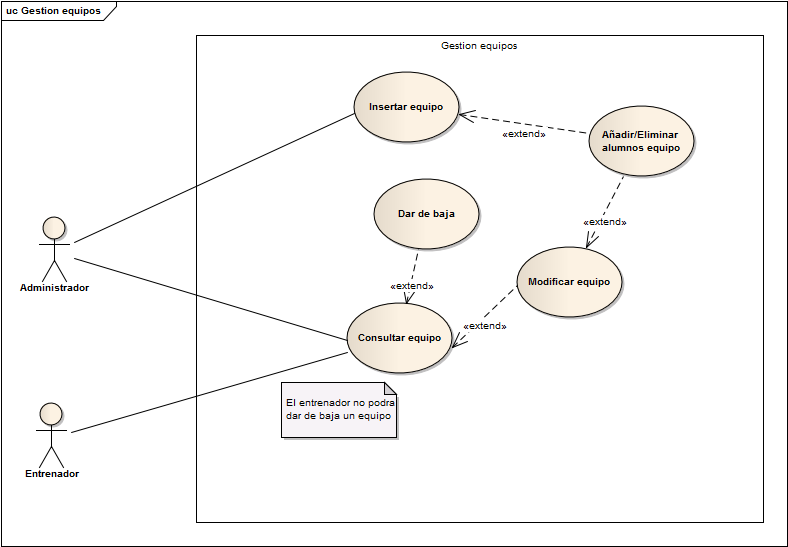 uc Gestion equipos
Gestion equipos
Insertar equipo
«extend»
Añadir/Eliminar
alumnos equipo
Dar de baja
«extend»
Administrador
Modificar equipo
«extend»
«extend»
Consultar equipo
El entrenador no podra
dar de baja un equipo
Entrenador